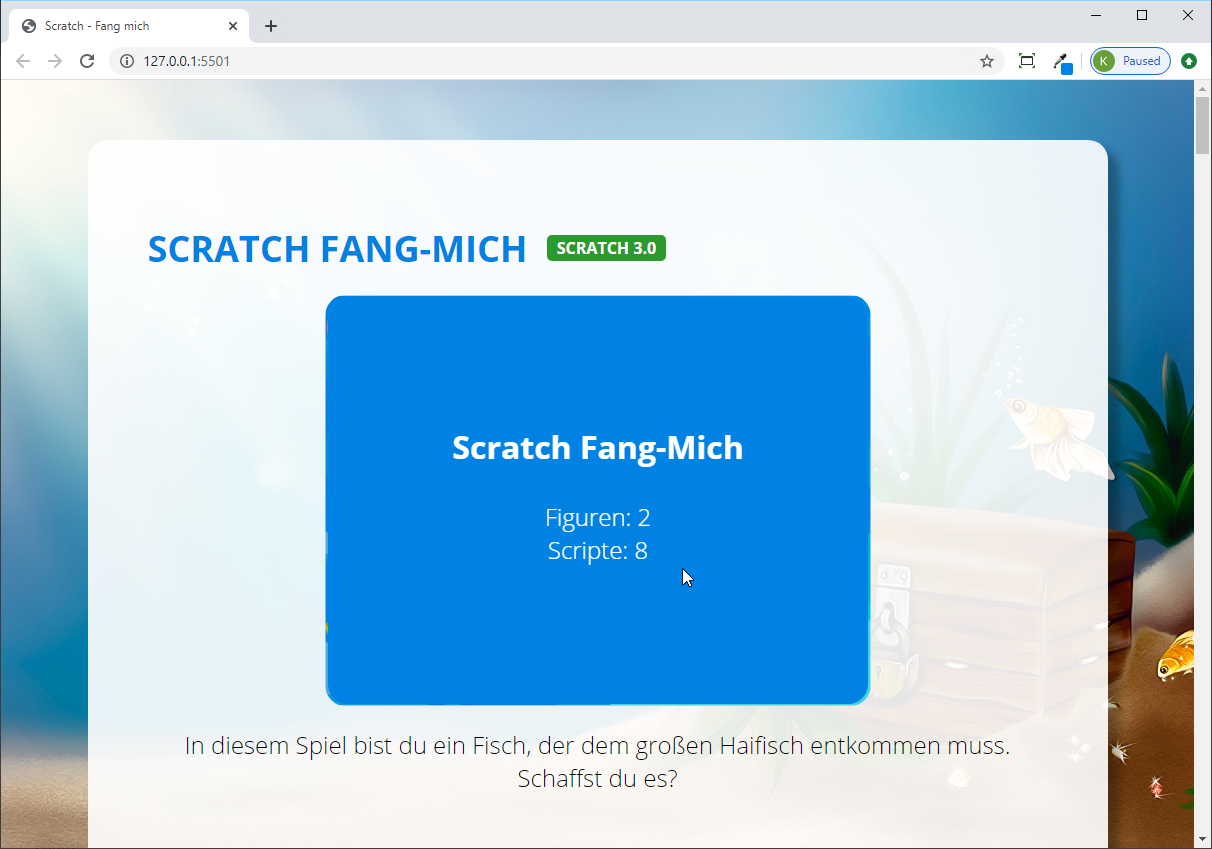 Scratch - Fang mich
127.0.0.1:5501
K Paused
SCRATCH FANG-MICH SCRATCH 3.0
Scratch Fang-Mich
Figuren: 2
Scripte: 8
In diesem Spiel bist du ein Fisch, der dem großen Haifisch entkommen muss.
Schaffst du es?